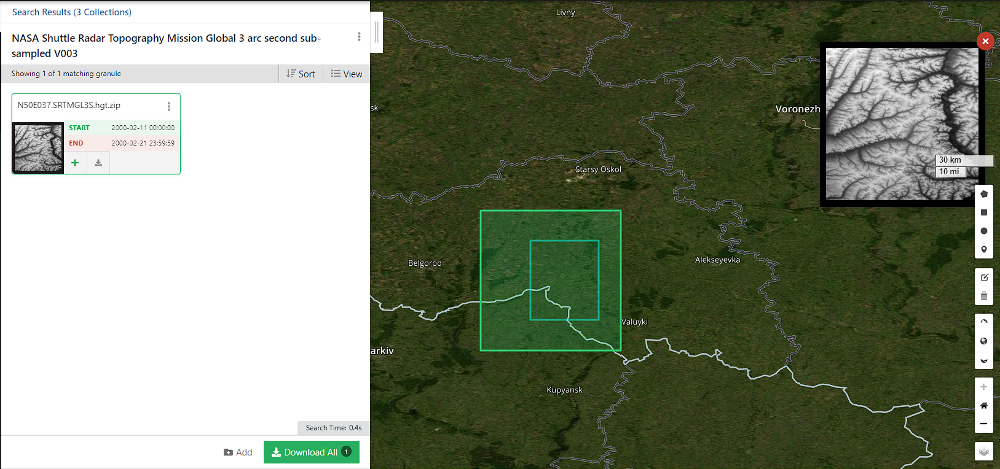 Search Results (3 Collections)
NASA Shuttle Radar Topography Mission Global 3 arc second sub-
sampled V003
Showing 1 of 1 matching granule
Sort
View
N50E037.SRTMGL3S.hgt.zip
START 2000-02-11 00:00:00
END 2000-02-21 23:59:59
Search Time: 0.4s
Add
Download All 1
Livny
sk
Voronezh
Starsy Oskol
30 km
10 mi
Belgorod
Alekseyevka
Valuyki
arkiv
Kupyansk